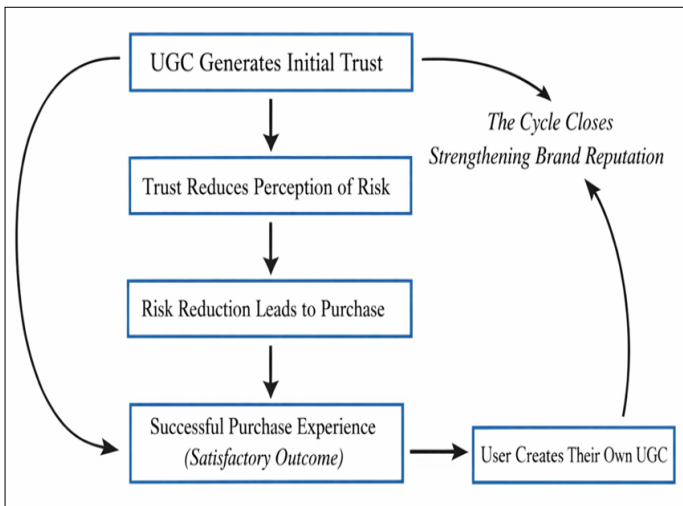 UGC Generates Initial Trust
The Cycle Closes
Strengthening Brand Reputation
Trust Reduces Perception of Risk
Risk Reduction Leads to Purchase
Successful Purchase Experience
(Satisfactory Outcome)
User Creates Their Own UGC